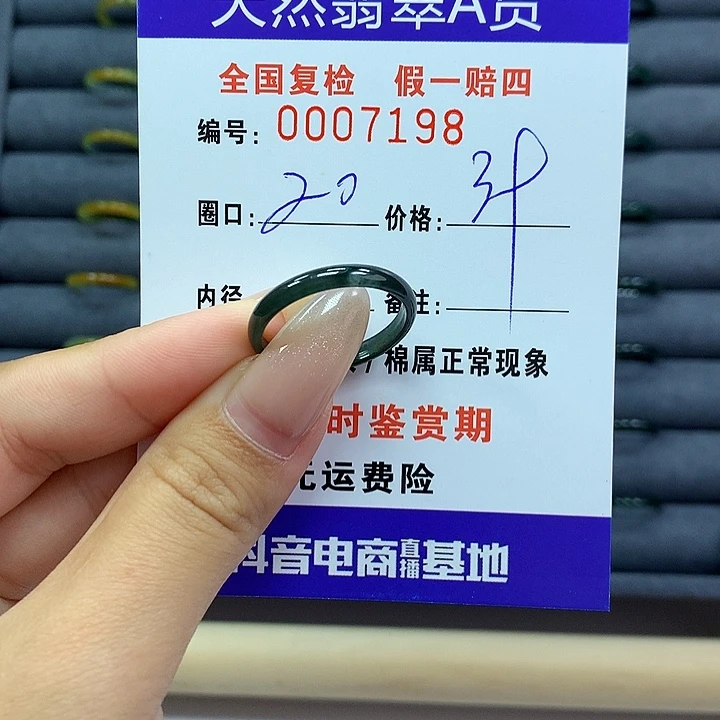 天然翡翠A货
全国复检 假一赔四
编号: 0007198
圈口: 20 价格:
内径 备注:
/棉属正常现象
时鉴赏期
无运费险
抖音电商直播基地